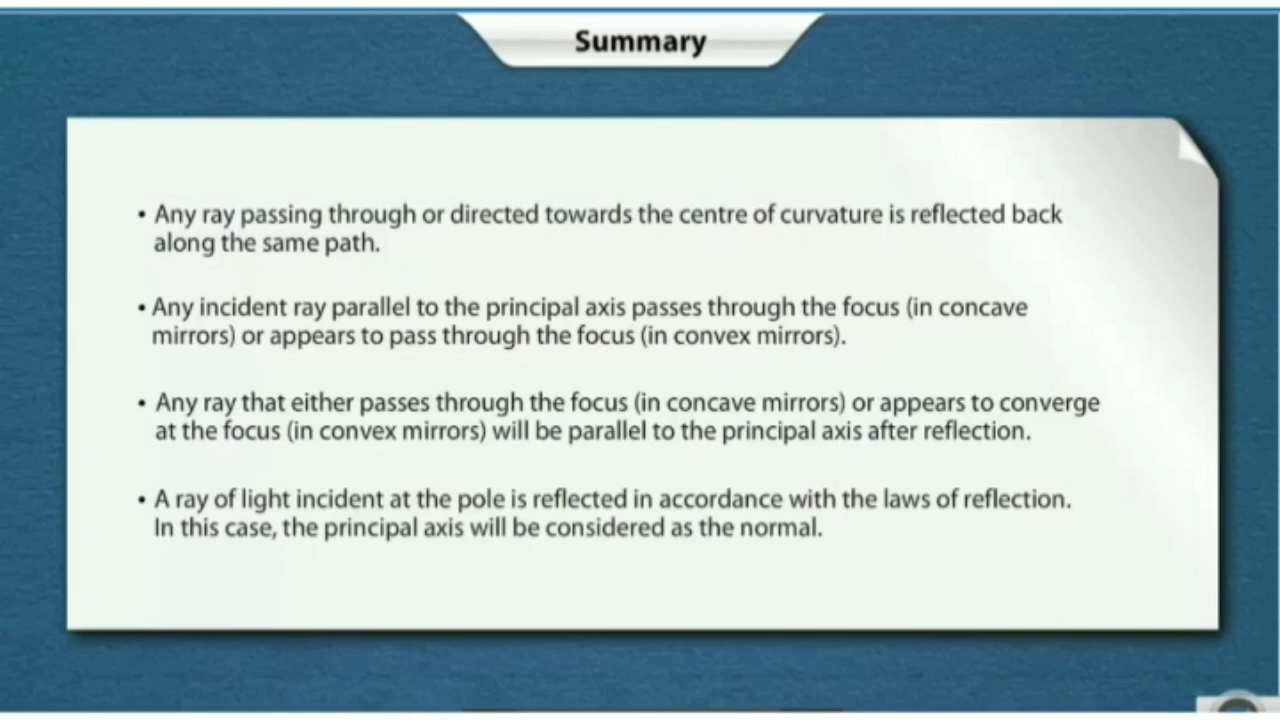 Summary
• Any ray passing through or directed towards the centre of curvature is reflected back
along the same path.
• Any incident ray parallel to the principal axis passes through the focus (in concave
mirrors) or appears to pass through the focus (in convex mirrors).
• Any ray that either passes through the focus (in concave mirrors) or appears to converge
at the focus (in convex mirrors) will be parallel to the principal axis after reflection.
• A ray of light incident at the pole is reflected in accordance with the laws of reflection.
In this case, the principal axis will be considered as the normal.